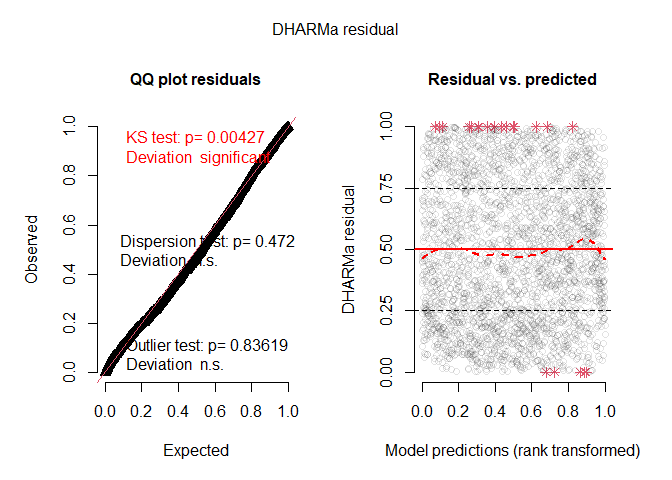 DHARMa residual
QQ plot residuals
KS test: p= 0.00427
Deviation significant
Dispersion test: p= 0.472
Deviation n.s.
Outlier test: p= 0.83619
Deviation n.s.
Observed
0.0
0.2
0.4
0.6
0.8
1.0
0.0 0.2 0.4 0.6 0.8 1.0
Expected
Residual vs. predicted
DHARMa residual
0.00
0.25
0.50
0.75
1.00
0.0 0.2 0.4 0.6 0.8 1.0
Model predictions (rank transformed)